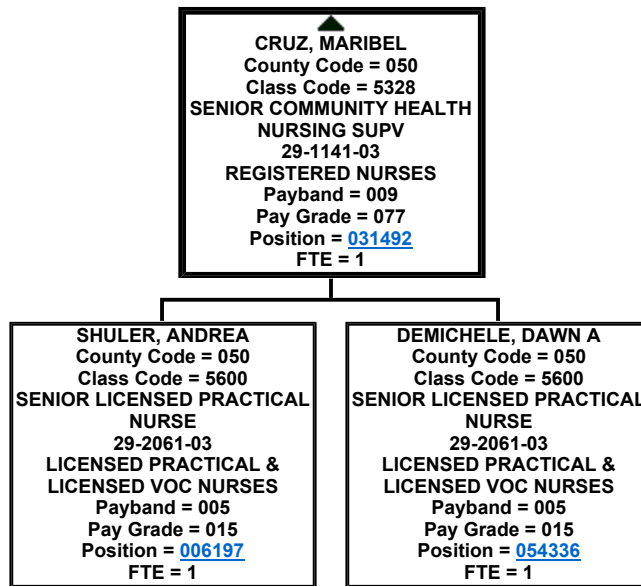 CRUZ, MARIBEL
County Code = 050
Class Code = 5328
SENIOR COMMUNITY HEALTH
NURSING SUPV
29-1141-03
REGISTERED NURSES
Payband = 009
Pay Grade = 077
Position = 031492
FTE = 1
SHULER, ANDREA
County Code = 050
Class Code = 5600
SENIOR LICENSED PRACTICAL
NURSE
29-2061-03
LICENSED PRACTICAL &
LICENSED VOC NURSES
Payband = 005
Pay Grade = 015
Position = 006197
FTE = 1
DEMICHELE, DAWN A
County Code = 050
Class Code = 5600
SENIOR LICENSED PRACTICAL
NURSE
29-2061-03
LICENSED PRACTICAL &
LICENSED VOC NURSES
Payband = 005
Pay Grade = 015
Position = 054336
FTE = 1